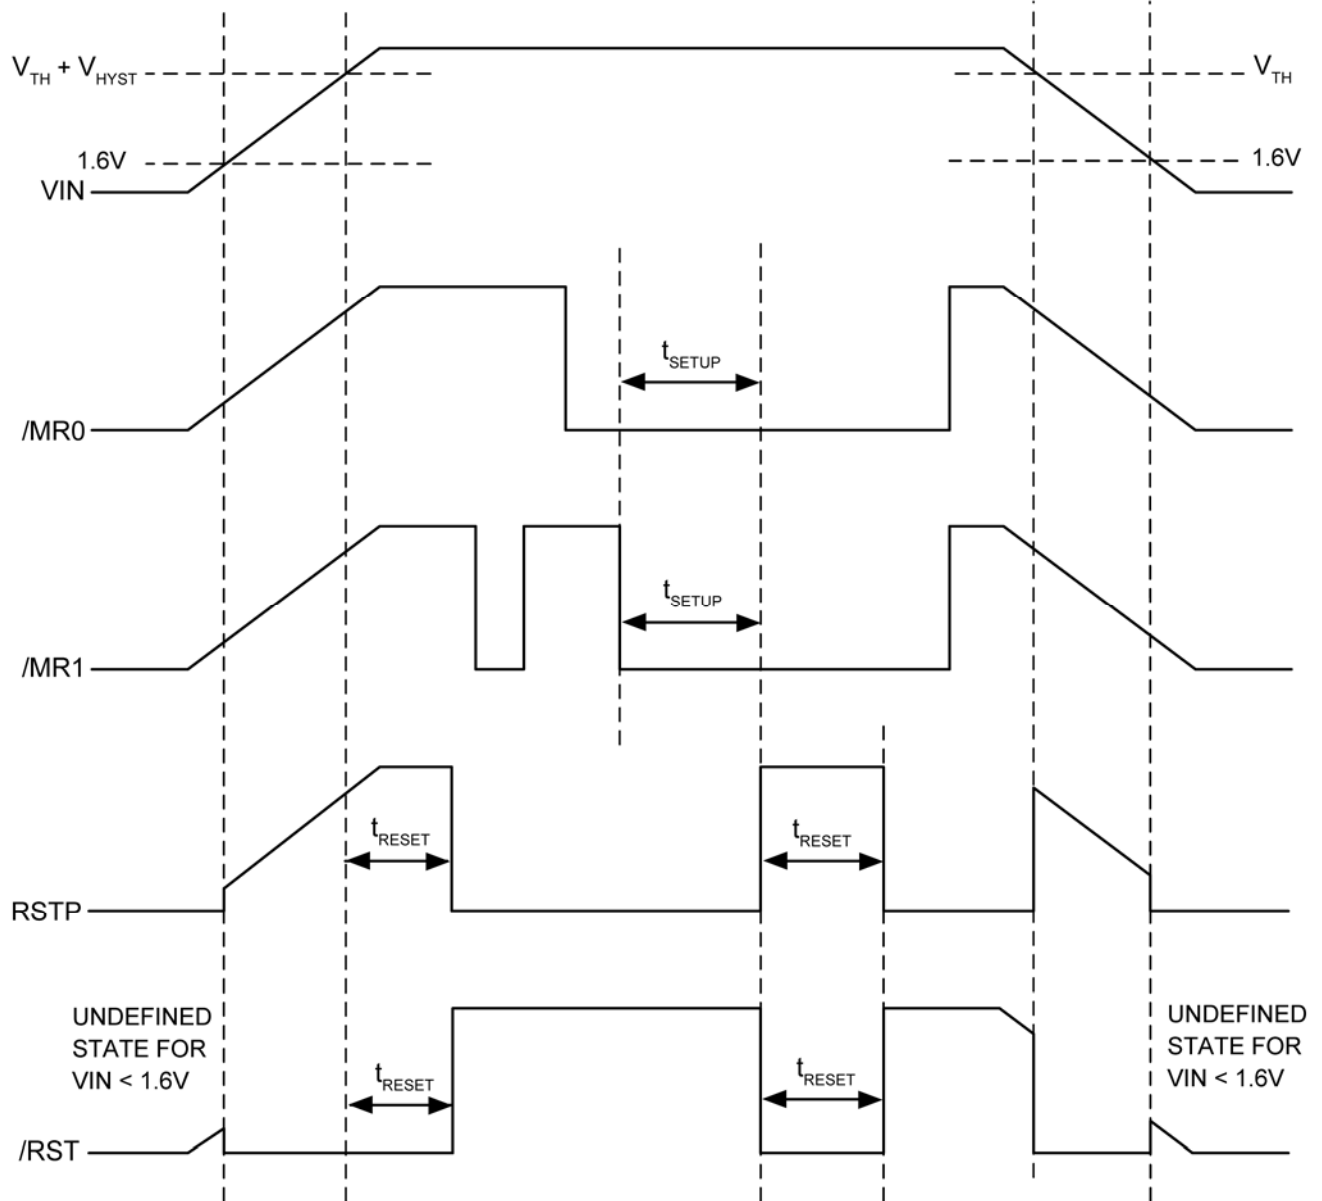 VTH + VHYST
VTH
1.6V
1.6V
VIN
tSETUP
/MR0
tSETUP
/MR1
tRESET
tRESET
RSTP
UNDEFINED
STATE FOR
VIN < 1.6V
UNDEFINED
STATE FOR
VIN < 1.6V
tRESET
tRESET
/RST